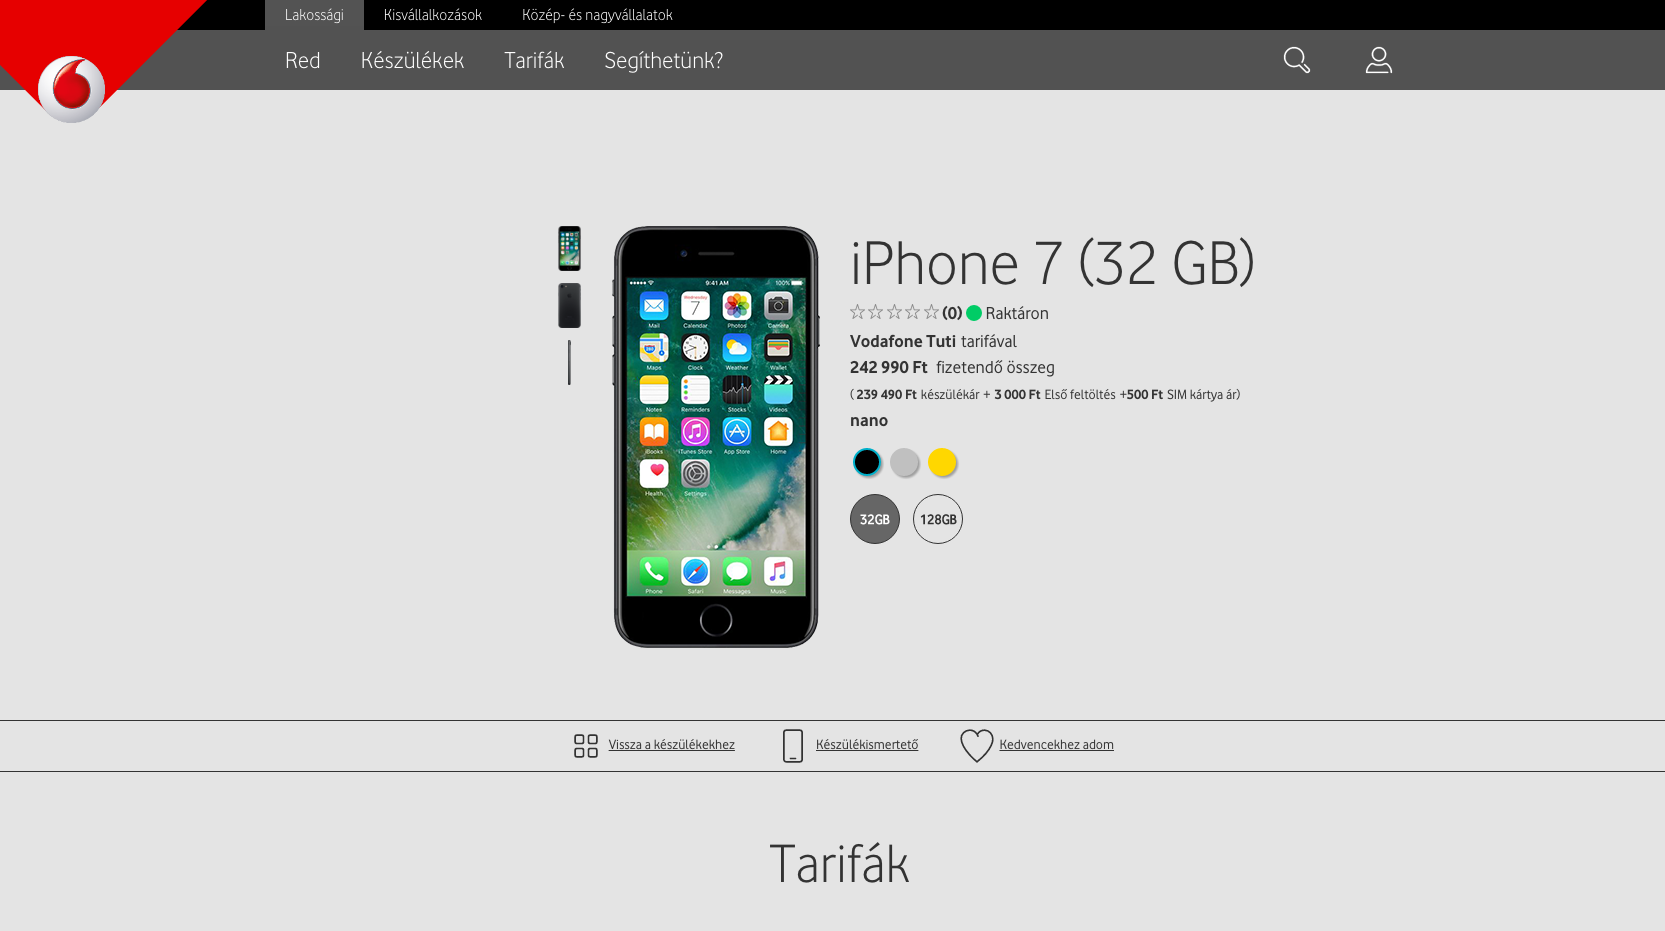 Lakossági Kisvállalkozások Közép- és nagyvállalatok
Red Készülékek Tarifák Segíthetünk?
iPhone 7 (32 GB)
(0) Raktáron
Vodafone Tuti tarifával
242 990 Ft fizetendő összeg
( 239 490 Ft készülékár + 3 000 Ft Első feltöltés +500 Ft SIM kártya ár)
nano
32GB 128GB
9:41 AM 100%
Wednesday
7
Mail Calendar Photos Camera
Maps Clock Weather Wallet
Notes Reminders Stocks Videos
iBooks iTunes Store App Store Home
Health Settings
Phone Safari Messages Music
Vissza a készülékekhez Készülékismertető Kedvencekhez adom
Tarifák